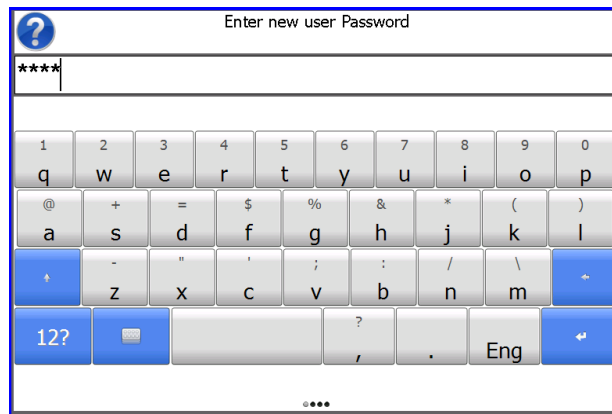 ?
Enter new user Password
****
1 2 3 4 5 6 7 8 9 0
q w e r t y u i o p
@ + = $ % & * ( )
a s d f g h j k l
- " ' ; : / \
z x c v b n m
?
12? , . Eng